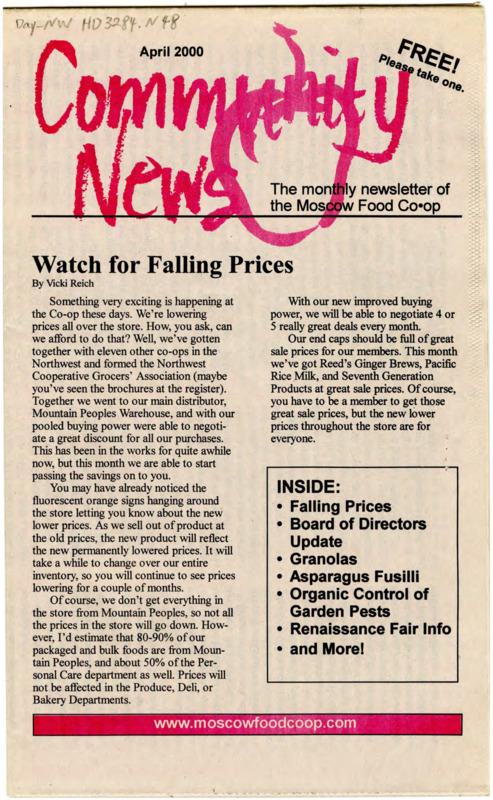 Day-NW HD3284.N48
April 2000
FREE!
Please take one.
Community
News
The monthly newsletter of
the Moscow Food Co•op
Watch for Falling Prices
By Vicki Reich
Something very exciting is happening at
the Co-op these days. We're lowering
prices all over the store. How, you ask, can
we afford to do that? Well, we've gotten
together with eleven other co-ops in the
Northwest and formed the Northwest
Cooperative Grocers' Association (maybe
you've seen the brochures at the register).
Together we went to our main distributor,
Mountain Peoples Warehouse, and with our
pooled buying power were able to negoti-
ate a great discount for all our purchases.
This has been in the works for quite awhile
now, but this month we are able to start
passing the savings on to you.
You may have already noticed the
fluorescent orange signs hanging around
the store letting you know about the new
lower prices. As we sell out of product at
the old prices, the new product will reflect
the new permanently lowered prices. It will
take a while to change over our entire
inventory, so you will continue to see prices
lowering for a couple of months.
Of course, we don't get everything in
the store from Mountain Peoples, so not all
the prices in the store will go down. How-
ever, I'd estimate that 80-90% of our
packaged and bulk foods are from Moun-
tain Peoples, and about 50% of the Per-
sonal Care department as well. Prices will
not be affected in the Produce, Deli, or
Bakery Departments.
With our new improved buying
power, we will be able to negotiate 4 or
5 really great deals every month.
Our end caps should be full of great
sale prices for our members. This month
we've got Reed's Ginger Brews, Pacific
Rice Milk, and Seventh Generation
Products at great sale prices. Of course,
you have to be a member to get those
great sale prices, but the new lower
prices throughout the store are for
everyone.
INSIDE:
• Falling Prices
• Board of Directors
Update
• Granolas
• Asparagus Fusilli
• Organic Control of
Garden Pests
• Renaissance Fair Info
• and More!
www.moscowfoodcoop.com